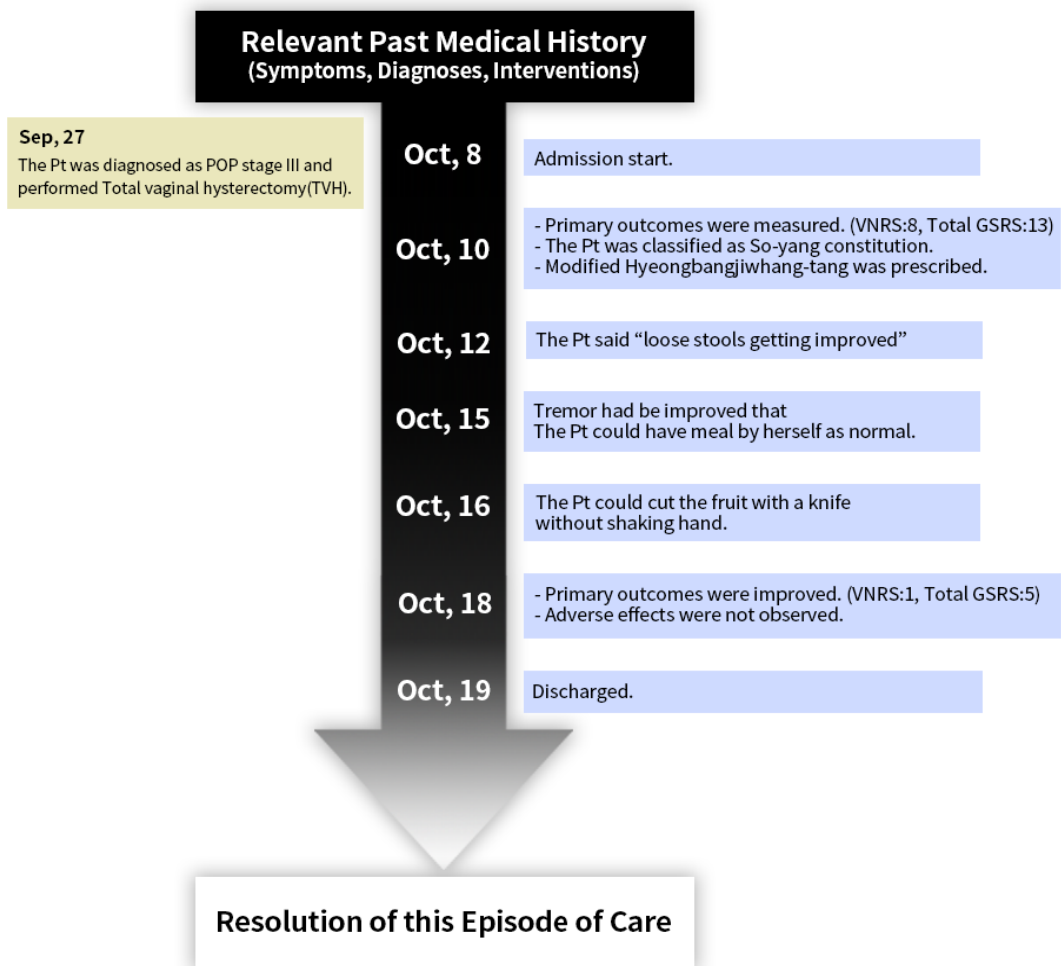 Relevant Past Medical History
(Symptoms, Diagnoses, Interventions)
Sep, 27
The Pt was diagnosed as POP stage III and
performed Total vaginal hysterectomy(TVH).
Oct, 8
Admission start.
Oct, 10
- Primary outcomes were measured. (VNRS:8, Total GSRS:13)
- The Pt was classified as So-yang constitution.
- Modified Hyeongbangjiwhang-tang was prescribed.
Oct, 12
The Pt said “loose stools getting improved”
Oct, 15
Tremor had be improved that
The Pt could have meal by herself as normal.
Oct, 16
The Pt could cut the fruit with a knife
without shaking hand.
Oct, 18
- Primary outcomes were improved. (VNRS:1, Total GSRS:5)
- Adverse effects were not observed.
Oct, 19
Discharged.
Resolution of this Episode of Care